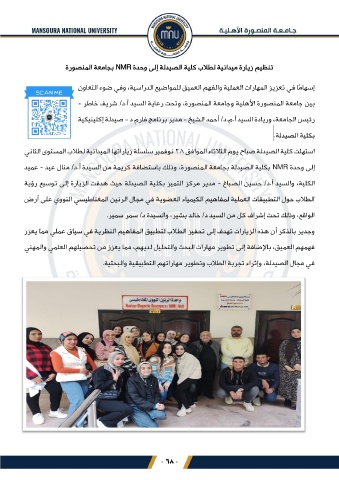 MANSOURA NATIONAL UNIVERSITY
جـامـعـة الـمنصورة الأهـلـيـة
تنظيم زيارة ميدانية لطلاب كلية الصيدلة إلى وحدة NMR بجامعة المنصورة
SCAN ME
إسهامًا في تعزيز المهارات العملية والفهم العميق للمواضيع الدراسية، وفي ضوء التعاون
بين جامعة المنصورة الأهلية وجامعة المنصورة، وتحت رعاية السيد أ.د/ شريف خاطر -
رئيس الجامعة، وريادة السيد أ.م.د/ أحمد الشيخ - مدير برنامج فارم د - صيدلة إكلينيكية
بكلية الصيدلة.
استهلت كلية الصيدلة صباح يوم الثلاثاء الموافق ٢٨ نوفمبر سلسلة زياراتها الميدانية لطلاب المستوى الثاني
إلى وحدة NMR بكلية الصيدلة بجامعة المنصورة، وذلك باستضافة كريمة من السيدة أ.د/ منال عيد - عميد
الكلية، والسيد أ.د/ حسين الصباغ - مدير مركز التميز بكلية الصيدلة حيث هدفت الزيارة إلى توسيع رؤية
الطلاب حول التطبيقات العملية لمفاهيم الكيمياء العضوية في مجال الرنين المغناطيسي النووي على أرض
الواقع، وذلك تحت إشراف كل من السيد د/ خالد بشير، والسيدة د/ سمر سمير.
وجدير بالذكر أن هذه الزيارات تهدف إلى تحفيز الطلاب لتطبيق المفاهيم النظرية في سياق عملي مما يعزز
فهمهم العميق، بالإضافة إلى تطوير مهارات البحث والتحليل لديهم، مما يعزز من تحصيلهم العلمي والمهني
في مجال الصيدلة، وإثراء تجربة الطلاب وتطوير مهاراتهم التطبيقية والبحثية.
وحدة الرنين النووي المغناطيسي
- ٦٨ -